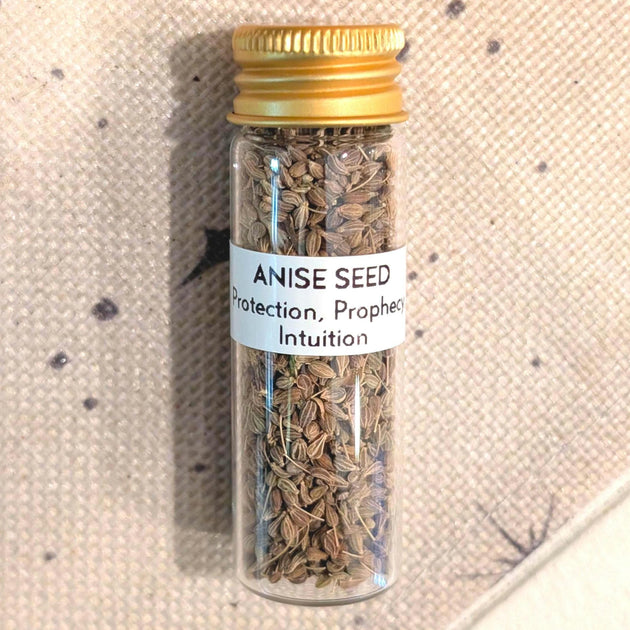 ANISE SEED
Protection, Prophecy
Intuition